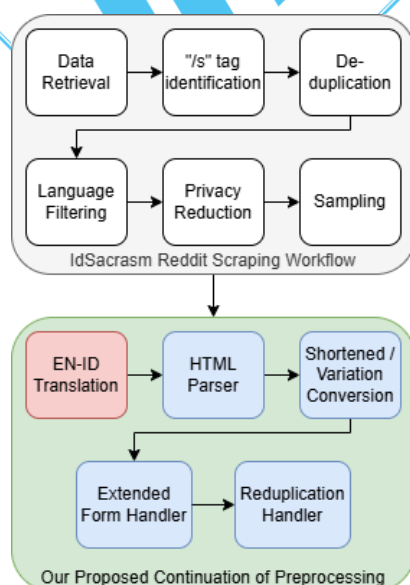 Data
Retrieval
"/s" tag
identification
De-
duplication
Language
Filtering
Privacy
Reduction
Sampling
IdSacrasm Reddit Scraping Workflow
EN-ID
Translation
HTML
Parser
Shortened /
Variation
Conversion
Extended
Form Handler
Reduplication
Handler
Our Proposed Continuation of Preprocessing